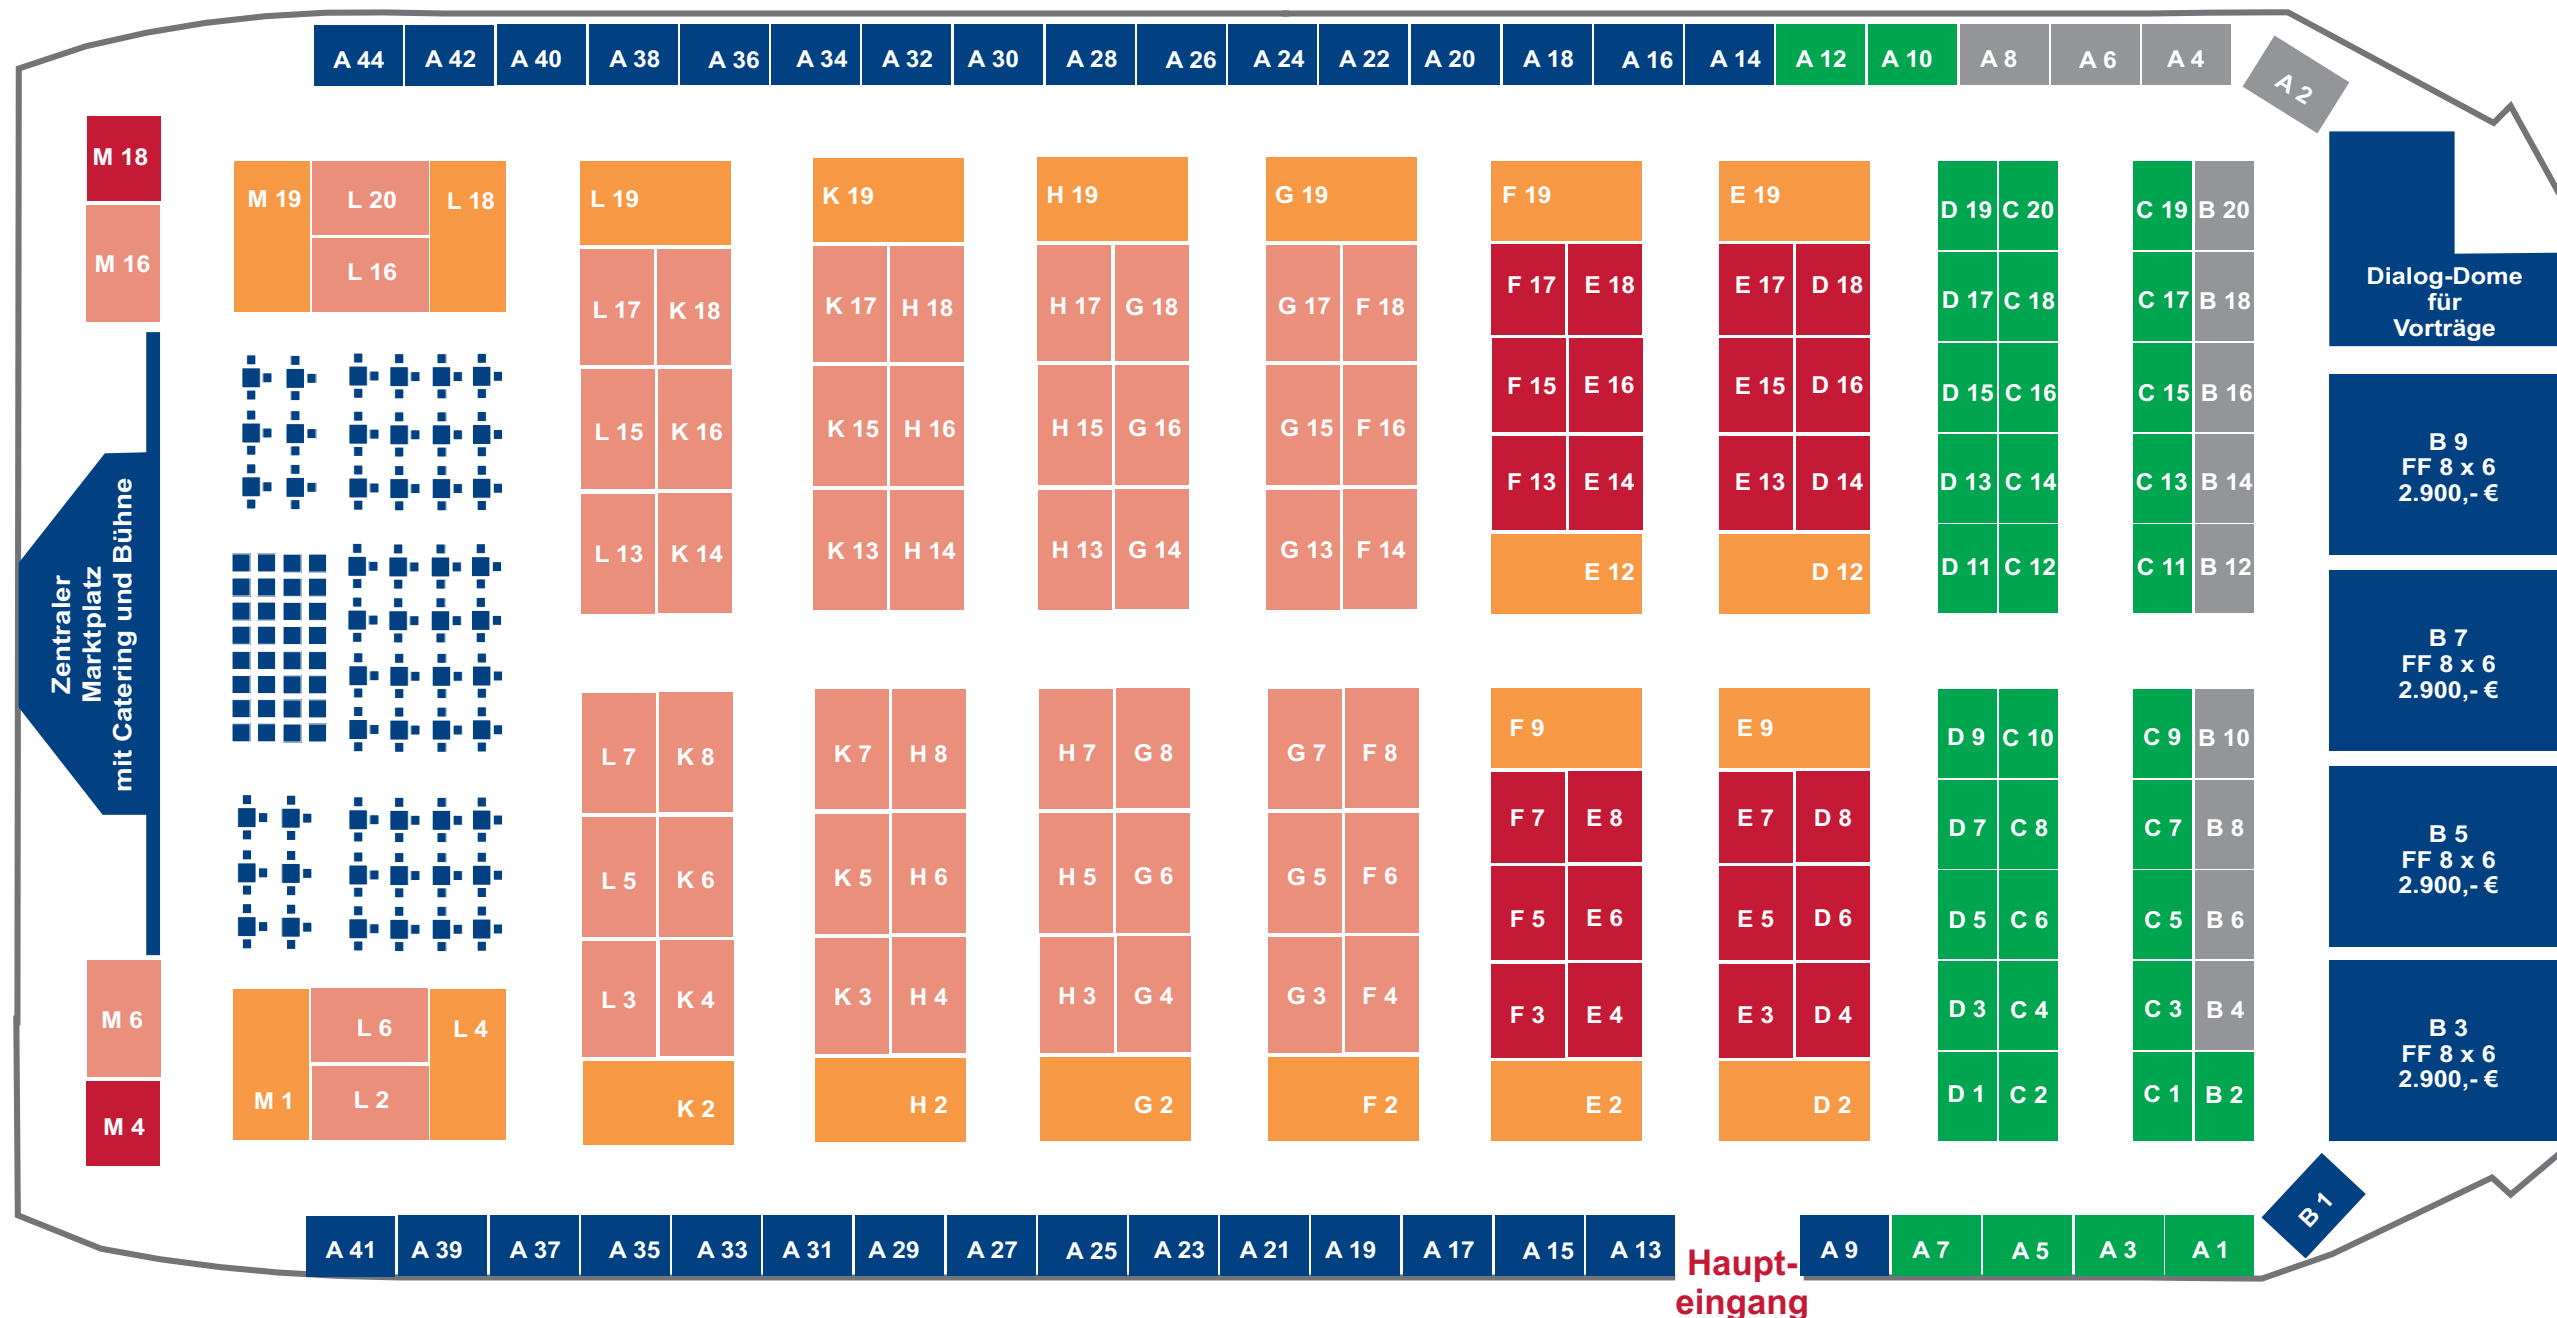 A 44 A 42 A 40 A 38 A 36 A 34 A 32 A 30 A 28 A 26 A 24 A 22 A 20 A 18 A 16 A 14 A 12 A 10 A 8 A 6 A 4
A 2
M 18
M 16
M 19 L 20 L 18
L 16
L 19 K 19 H 19 G 19 F 19 E 19
D 19 C 20 C 19 B 20
L 17 K 18 K 17 H 18 H 17 G 18 G 17 F 18 F 17 E 18 E 17 D 18 D 17 C 18 C 17 B 18
Dialog-Dome
für
Vorträge
L 15 K 16 K 15 H 16 H 15 G 16 G 15 F 16 F 15 E 16 E 15 D 16 D 15 C 16 C 15 B 16
B 9
FF 8 x 6
2.900,- €
L 13 K 14 K 13 H 14 H 13 G 14 G 13 F 14 F 13 E 14 E 13 D 14 D 13 C 14 C 13 B 14
E 12 D 12 D 11 C 12 C 11 B 12
Zentraler
Marktplatz
mit Catering und Bühne
B 7
FF 8 x 6
2.900,- €
F 9 E 9 D 9 C 10 C 9 B 10
L 7 K 8 K 7 H 8 H 7 G 8 G 7 F 8 F 7 E 8 E 7 D 8 D 7 C 8 C 7 B 8
B 5
FF 8 x 6
2.900,- €
L 5 K 6 K 5 H 6 H 5 G 6 G 5 F 6 F 5 E 6 E 5 D 6 D 5 C 6 C 5 B 6
L 3 K 4 K 3 H 4 H 3 G 4 G 3 F 4 F 3 E 4 E 3 D 4 D 3 C 4 C 3 B 4
B 3
FF 8 x 6
2.900,- €
M 6
M 4
L 6 L 4
M 1 L 2
K 2 H 2 G 2 F 2 E 2 D 2 D 1 C 2 C 1 B 2
B 1
A 41 A 39 A 37 A 35 A 33 A 31 A 29 A 27 A 25 A 23 A 21 A 19 A 17 A 15 A 13
Haupt-
eingang
A 9 A 7 A 5 A 3 A 1